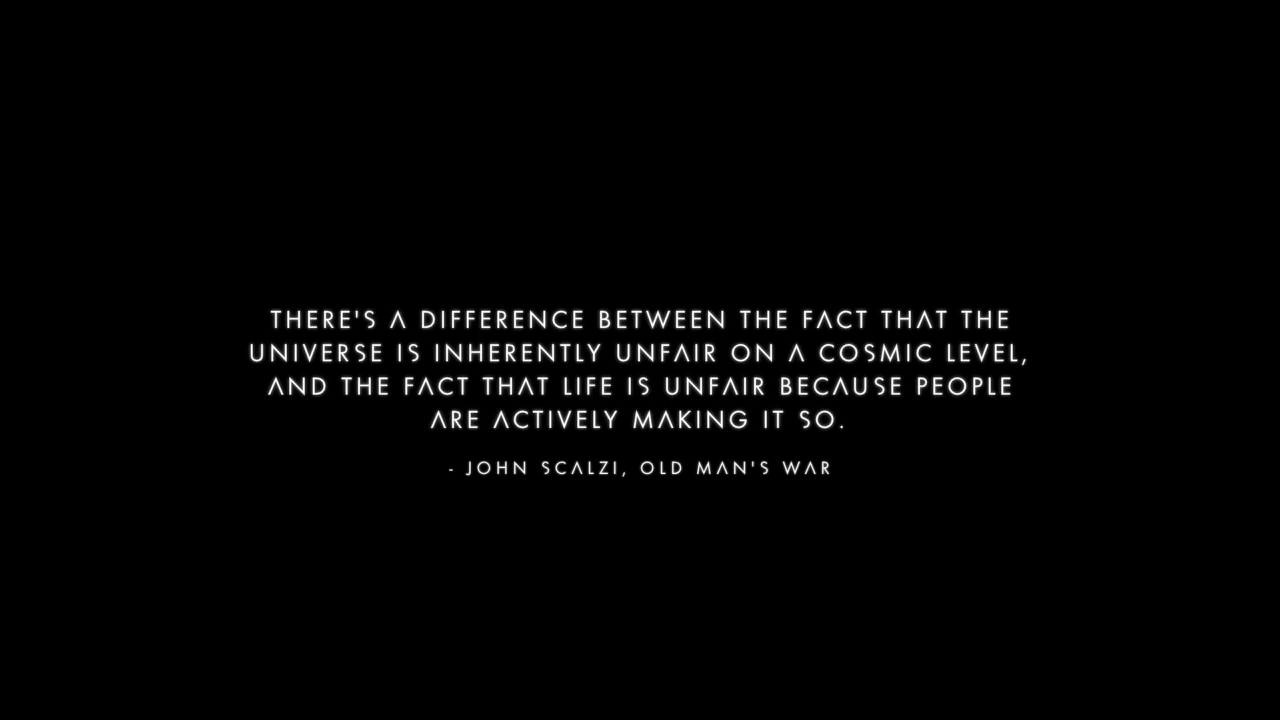 THERE'S A DIFFERENCE BETWEEN THE FACT THAT THE
UNIVERSE IS INHERENTLY UNFAIR ON A COSMIC LEVEL,
AND THE FACT THAT LIFE IS UNFAIR BECAUSE PEOPLE
ARE ACTIVELY MAKING IT SO.
- JOHN SCALZI, OLD MAN'S WAR